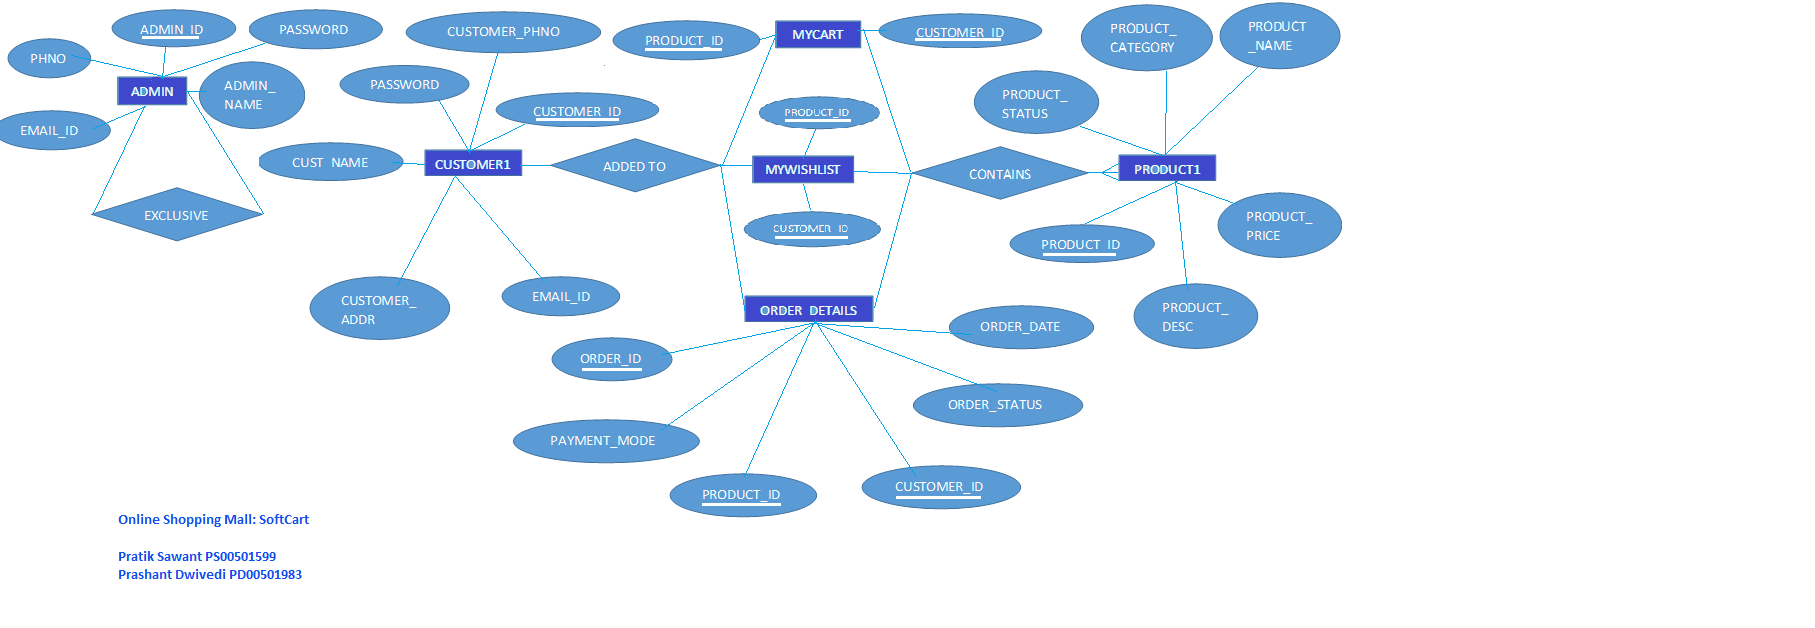 ADMIN_ID
PASSWORD
PHNO
ADMIN
ADMIN_
NAME
EMAIL_ID
EXCLUSIVE
CUSTOMER_PHNO
PASSWORD
CUSTOMER_ID
CUST_NAME
CUSTOMER1
ADDED TO
CUSTOMER_
ADDR
EMAIL_ID
PRODUCT_ID
MYCART
CUSTOMER_ID
PRODUCT_ID
MYWISHLIST
CUSTOMER_ID
CONTAINS
PRODUCT_
CATEGORY
PRODUCT
_NAME
PRODUCT_
STATUS
PRODUCT1
PRODUCT_ID
PRODUCT_
PRICE
PRODUCT_
DESC
ORDER_DETAILS
ORDER_DATE
ORDER_ID
ORDER_STATUS
PAYMENT_MODE
PRODUCT_ID
CUSTOMER_ID
Online Shopping Mall: SoftCart
Pratik Sawant PS00501599
Prashant Dwivedi PD00501983